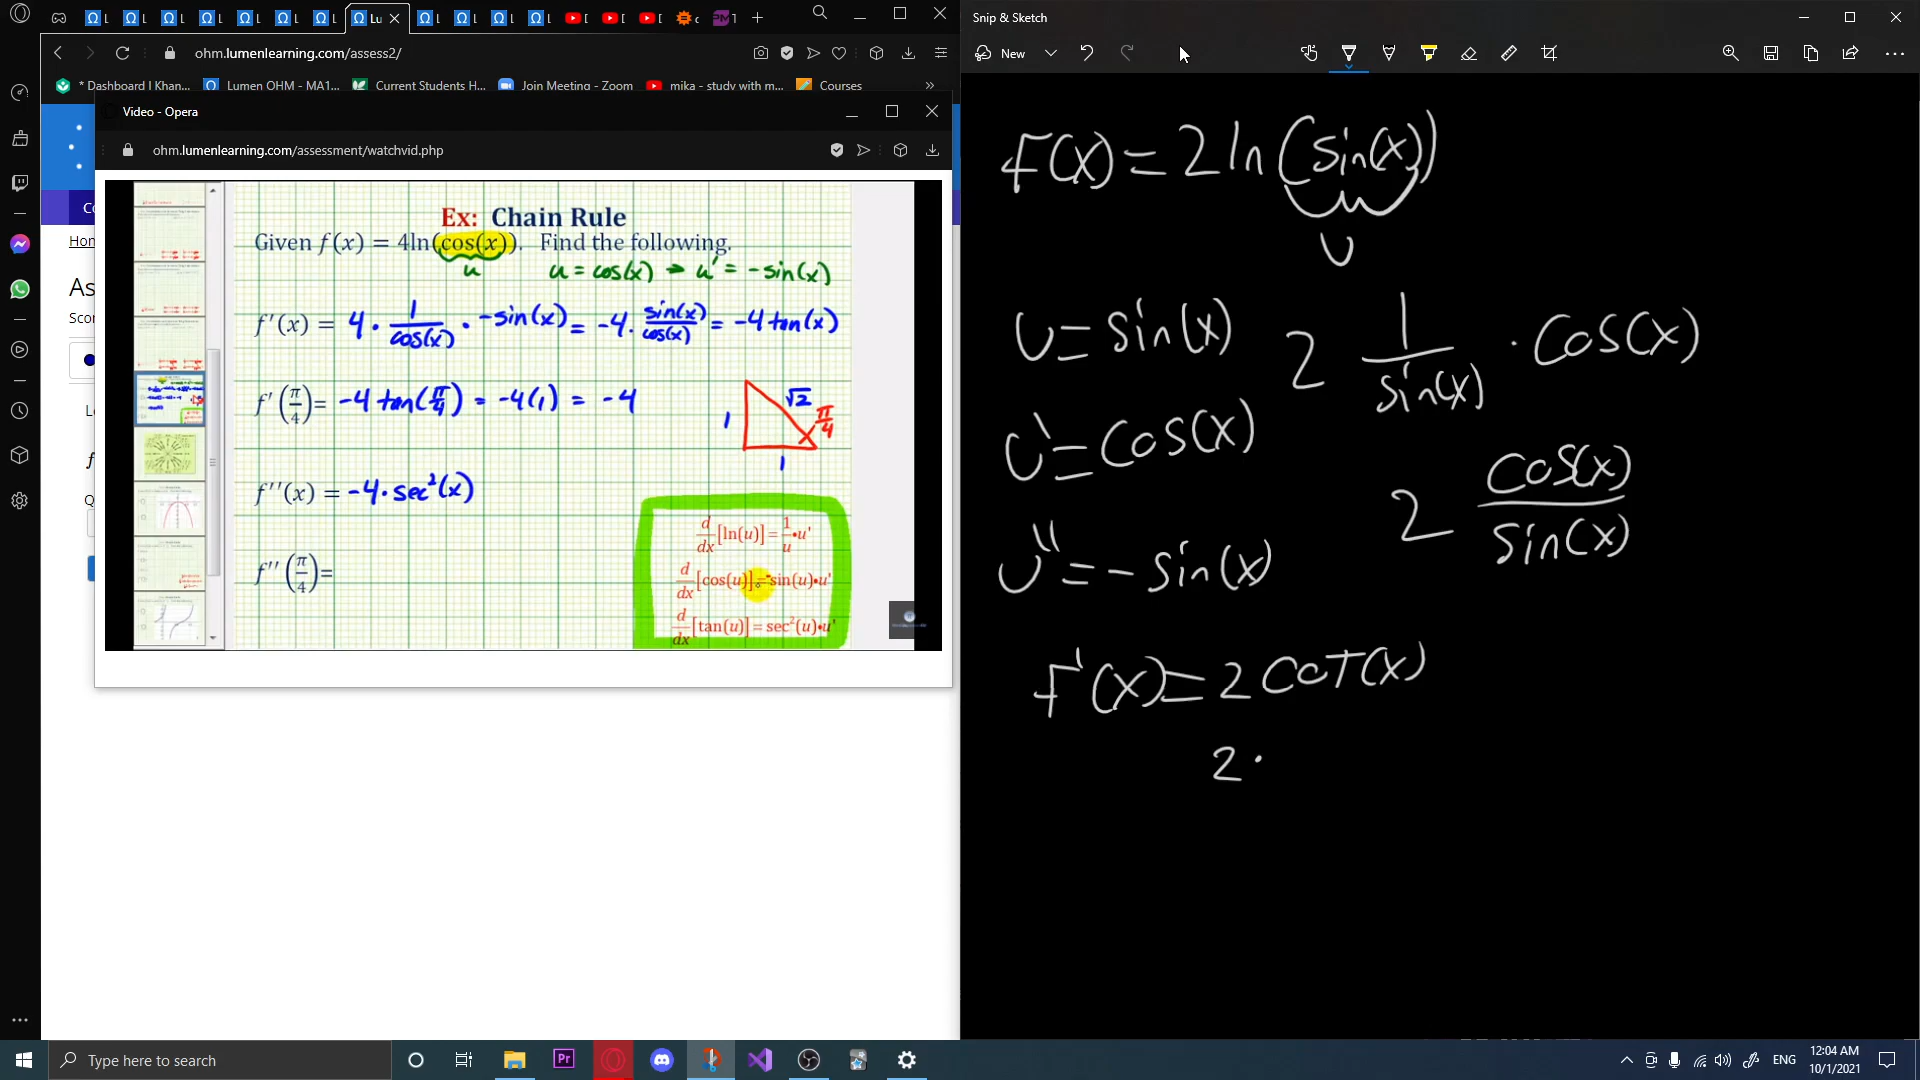 Lu
ohm.lumenlearning.com/assess2/
* Dashboard | Khan...
Lumen OHM - MA1...
Current Students H...
Join Meeting - Zoom
mika - study with m...
Courses
»
Video - Opera
ohm.lumenlearning.com/assessment/watchvid.php
Hor
As
Scor
Ex: Chain Rule
Given f(x) = 4ln(cos(x)). Find the following.
u u = cos(x) → u' = -sin(x)
f'(x) = 4 · 1/cos(x) · -sin(x) = -4 · sin(x)/cos(x) = -4 tan(x)
f'(π/4) = -4 tan(π/4) = -4(1) = -4
1 √2 π/4
1
f''(x) = -4 · sec²(x)
f''(π/4) =
d/dx[ln(u)] = 1/u • u'
d/dx[cos(u)] = -sin(u)•u'
d/dx[tan(u)] = sec²(u)•u'
Snip & Sketch
New
F(x) = 2 ln(sin(x))
U
U = sin(x) 2 1/sin(x) · cos(x)
U' = cos(x)
2 cos(x)/sin(x)
U'' = - sin(x)
F'(x) = 2 COT(x)
2 ·
Type here to search
Pr
ENG
12:04 AM
10/1/2021